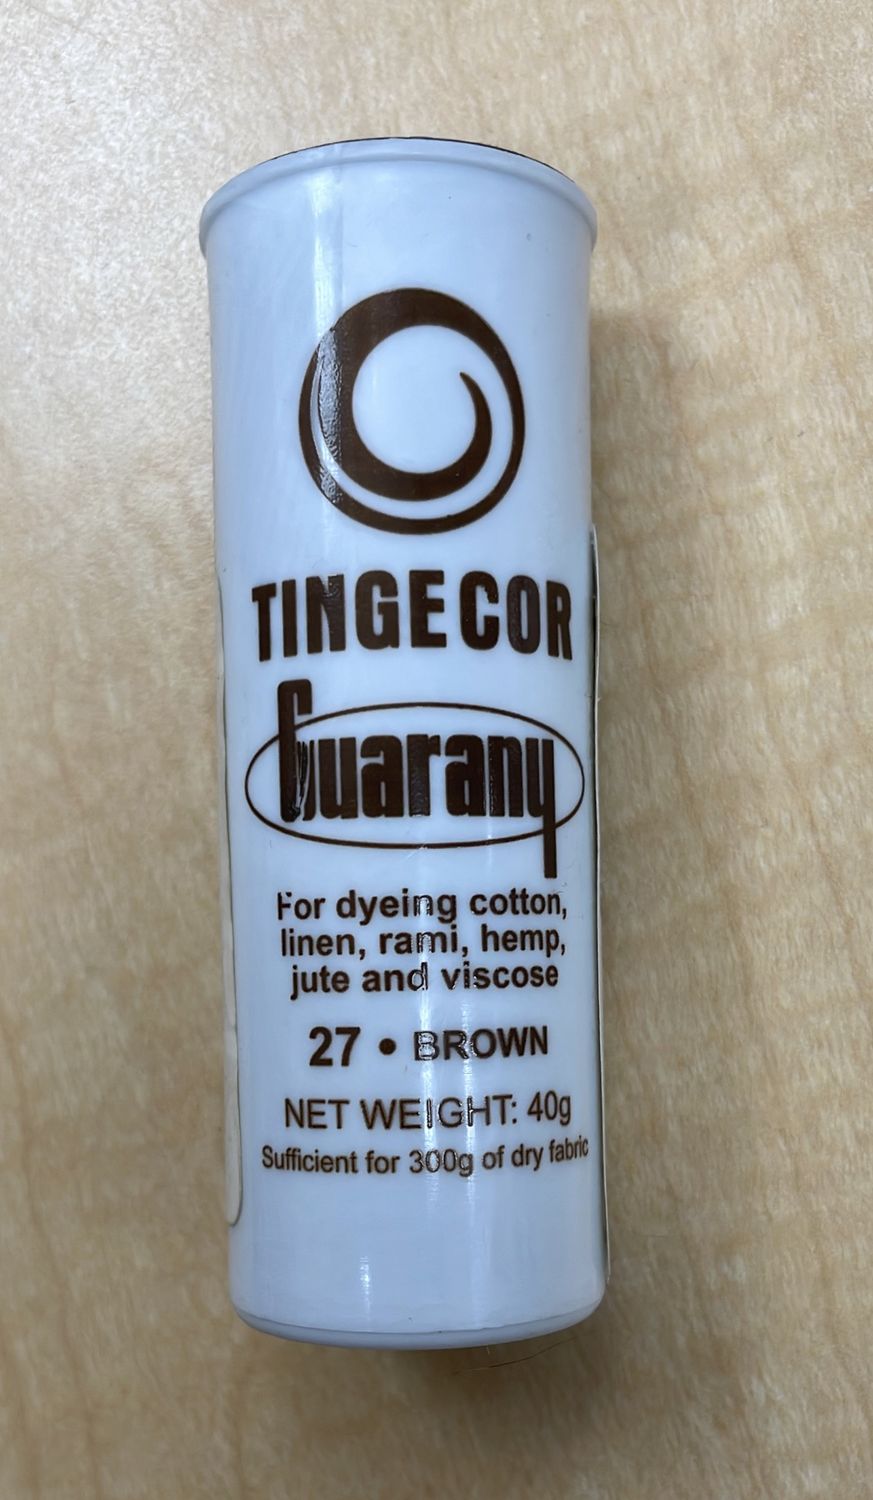 TINGECOR
Guarany
For dyeing cotton,
linen, rami, hemp,
jute and viscose
27 • BROWN
NET WEIGHT: 40g
Sufficient for 300g of dry fabric